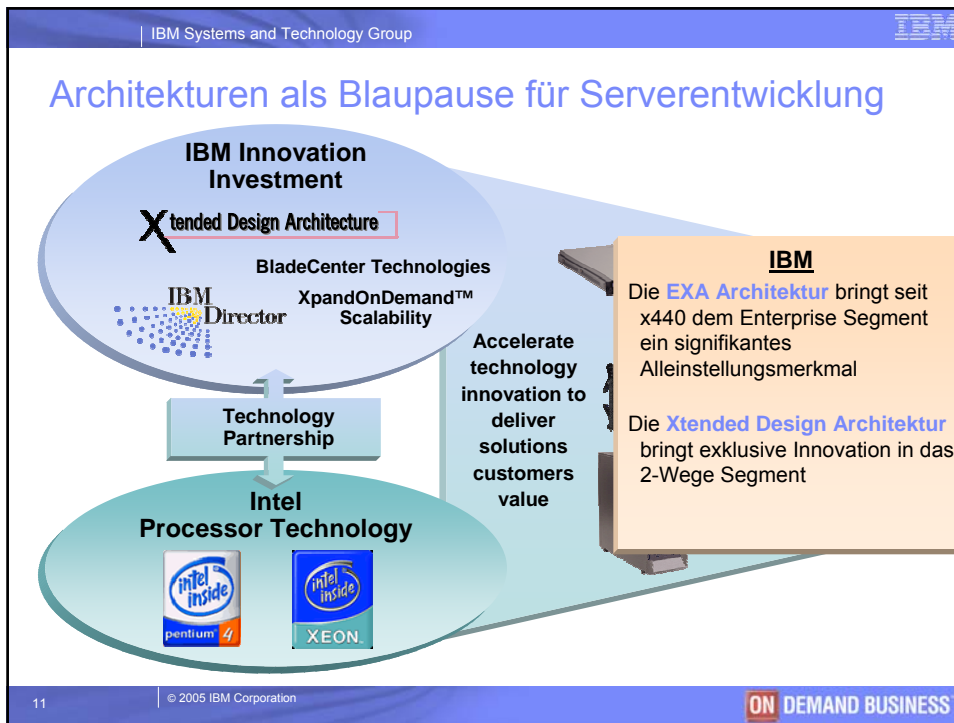 IBM Systems and Technology Group
IBM
Architekturen als Blaupause für Serverentwicklung
IBM Innovation
Investment
Xtended Design Architecture
BladeCenter Technologies
IBM
Director
XpandOnDemand™
Scalability
Technology
Partnership
Intel
Processor Technology
intel
inside
pentium 4
intel
inside
XEON
Accelerate
technology
innovation to
deliver
solutions
customers
value
IBM
Die EXA Architektur bringt seit
x440 dem Enterprise Segment
ein signifikantes
Alleinstellungsmerkmal
Die Xtended Design Architektur
bringt exklusive Innovation in das
2-Wege Segment
11
© 2005 IBM Corporation
ON DEMAND BUSINESS